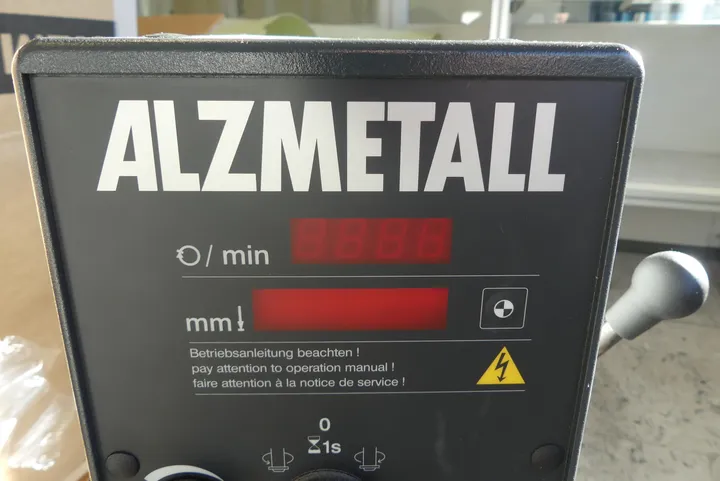 ALZMETALL
/ min
mm
Betriebsanleitung beachten !
pay attention to operation manual !
faire attention à la notice de service !
0
1s